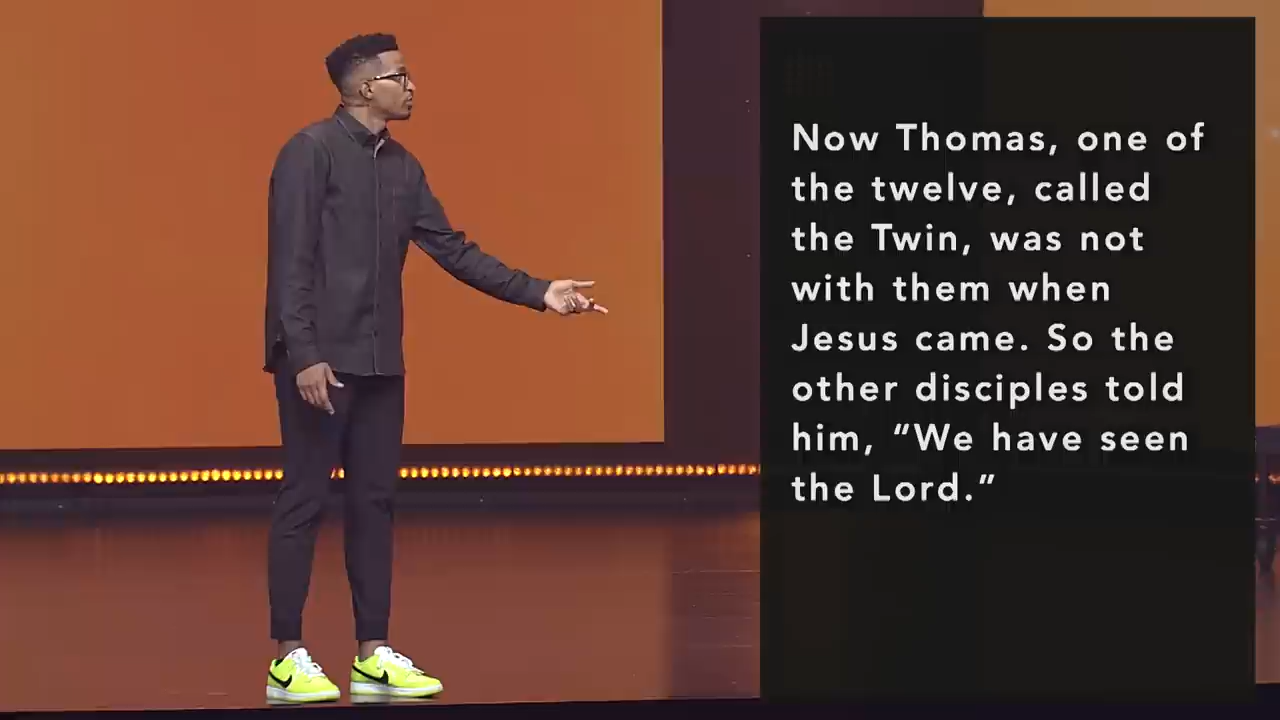 Now Thomas, one of
the twelve, called
the Twin, was not
with them when
Jesus came. So the
other disciples told
him, “We have seen
the Lord.”